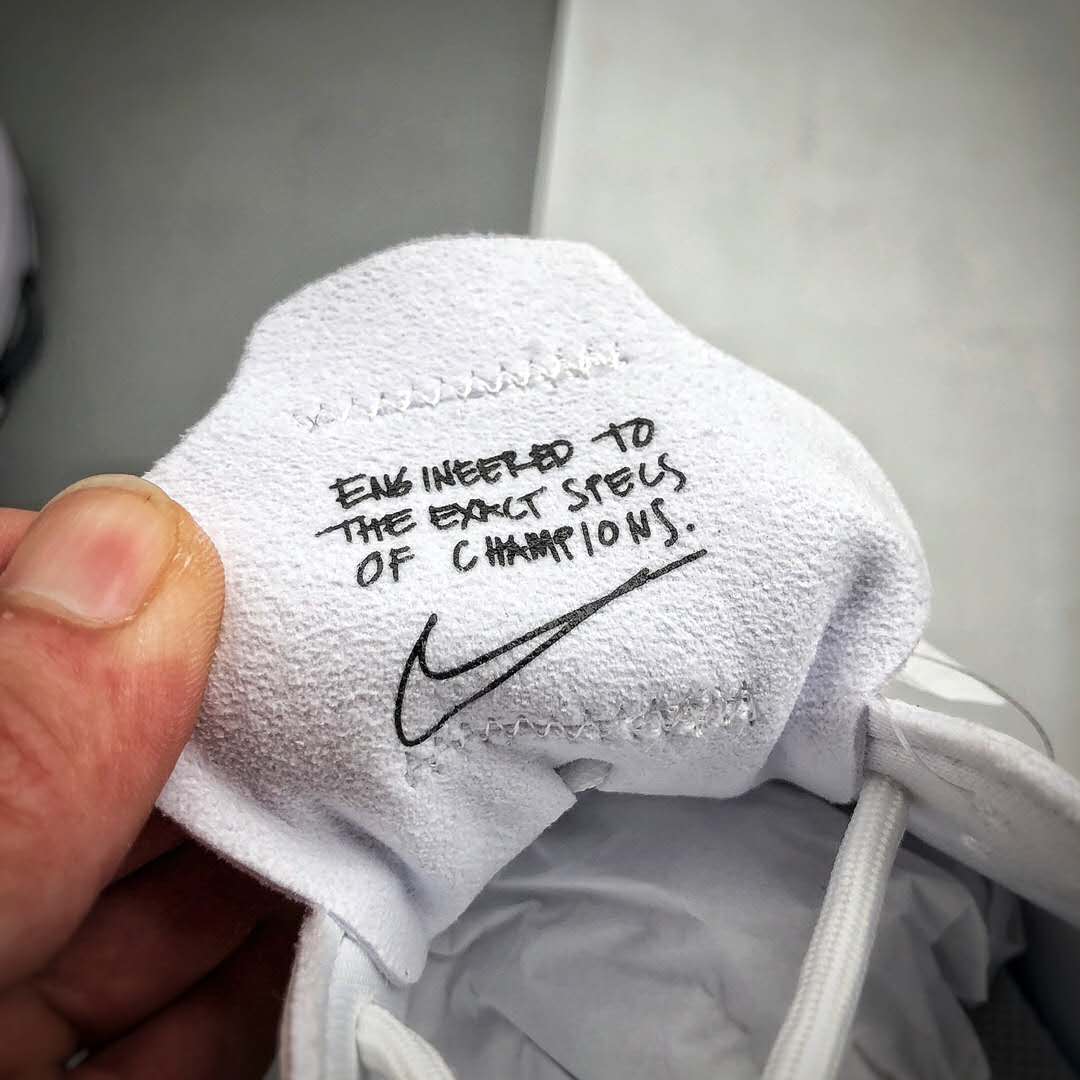 ENGINEERED TO
THE EXACT SPECS
OF CHAMPIONS.